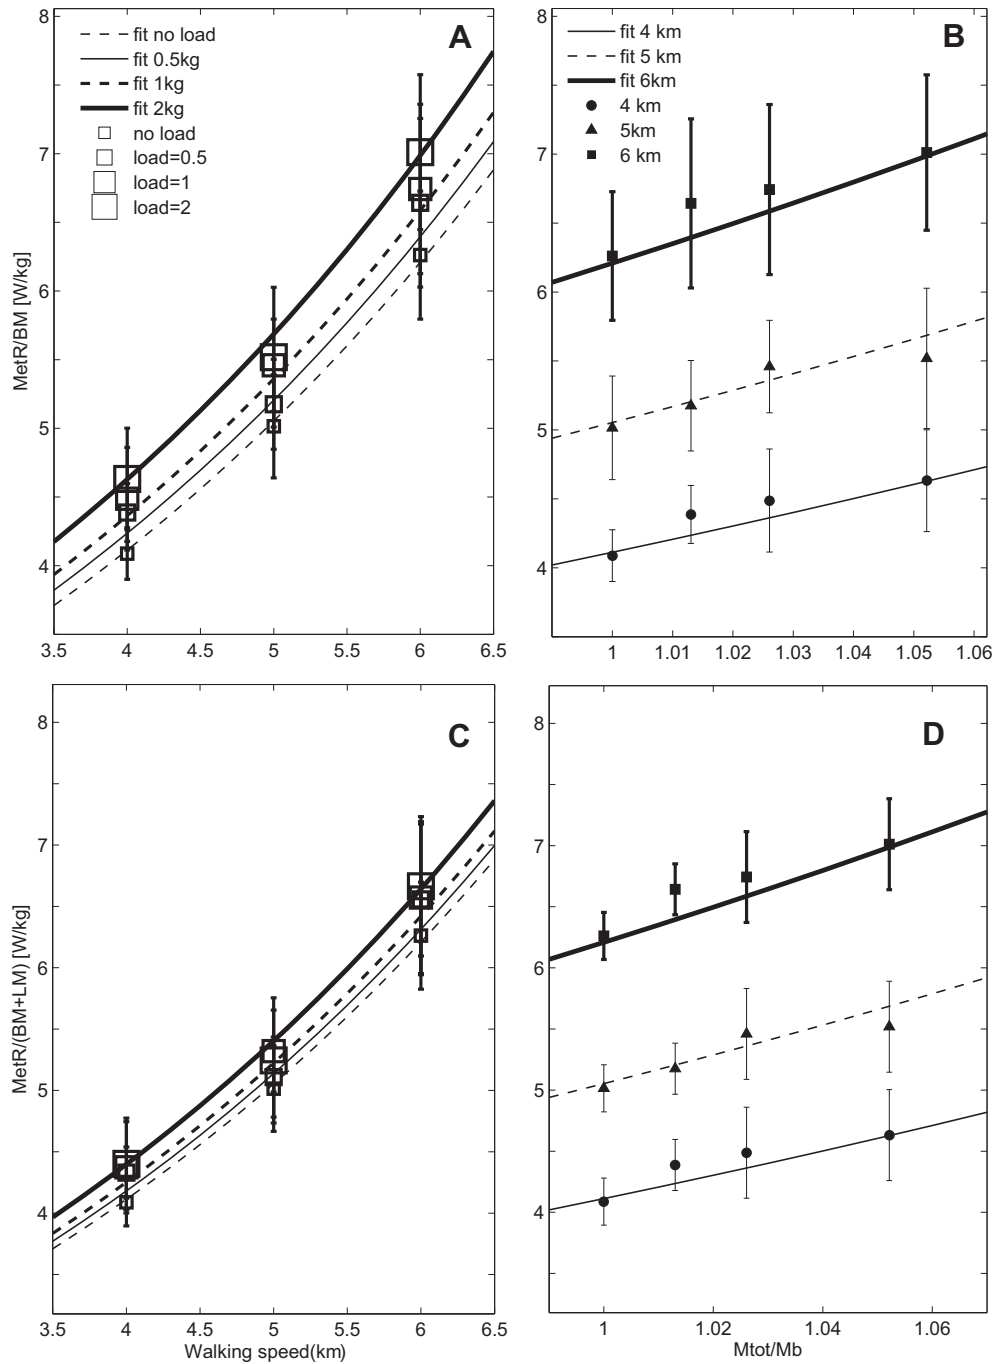 A
fit no load
fit 0.5kg
fit 1kg
fit 2kg
no load
load=0.5
load=1
load=2
8
7
6
5
4
MetR/BM [W/kg]
3.5 4 4.5 5 5.5 6 6.5
B
fit 4 km
fit 5 km
fit 6km
4 km
5km
6 km
8
7
6
5
4
1 1.01 1.02 1.03 1.04 1.05 1.06
C
8
7
6
5
4
MetR/(BM+LM) [W/kg]
3.5 4 4.5 5 5.5 6 6.5
Walking speed(km)
D
8
7
6
5
4
1 1.02 1.04 1.06
Mtot/Mb